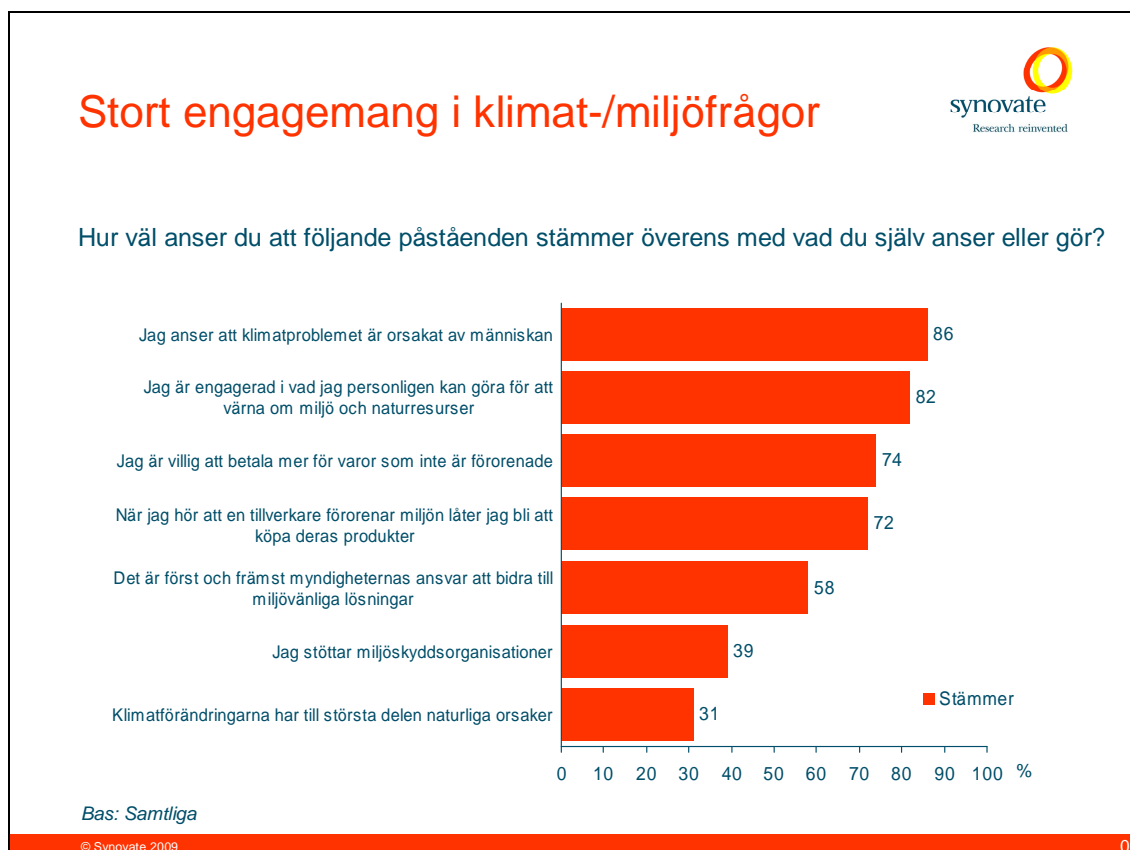 Stort engagemang i klimat-/miljöfrågor
synovate
Research reinvented
Hur väl anser du att följande påståenden stämmer överens med vad du själv anser eller gör?
Jag anser att klimatproblemet är orsakat av människan
86
Jag är engagerad i vad jag personligen kan göra för att
värna om miljö och naturresurser
82
Jag är villig att betala mer för varor som inte är förorenade
74
När jag hör att en tillverkare förorenar miljön låter jag bli att
köpa deras produkter
72
Det är först och främst myndigheternas ansvar att bidra till
miljövänliga lösningar
58
Jag stöttar miljöskyddsorganisationer
39
Klimatförändringarna har till största delen naturliga orsaker
31
Stämmer
0 10 20 30 40 50 60 70 80 90 100 %
Bas: Samtliga
© Synovate 2009
0